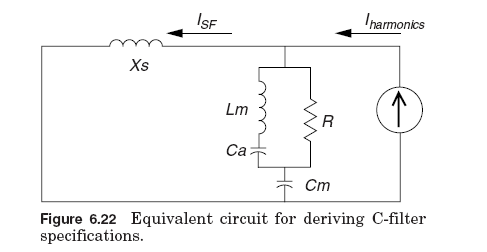 ISF
Iharmonics
Xs
Lm
R
Ca
Cm
Figure 6.22 Equivalent circuit for deriving C-filter
specifications.